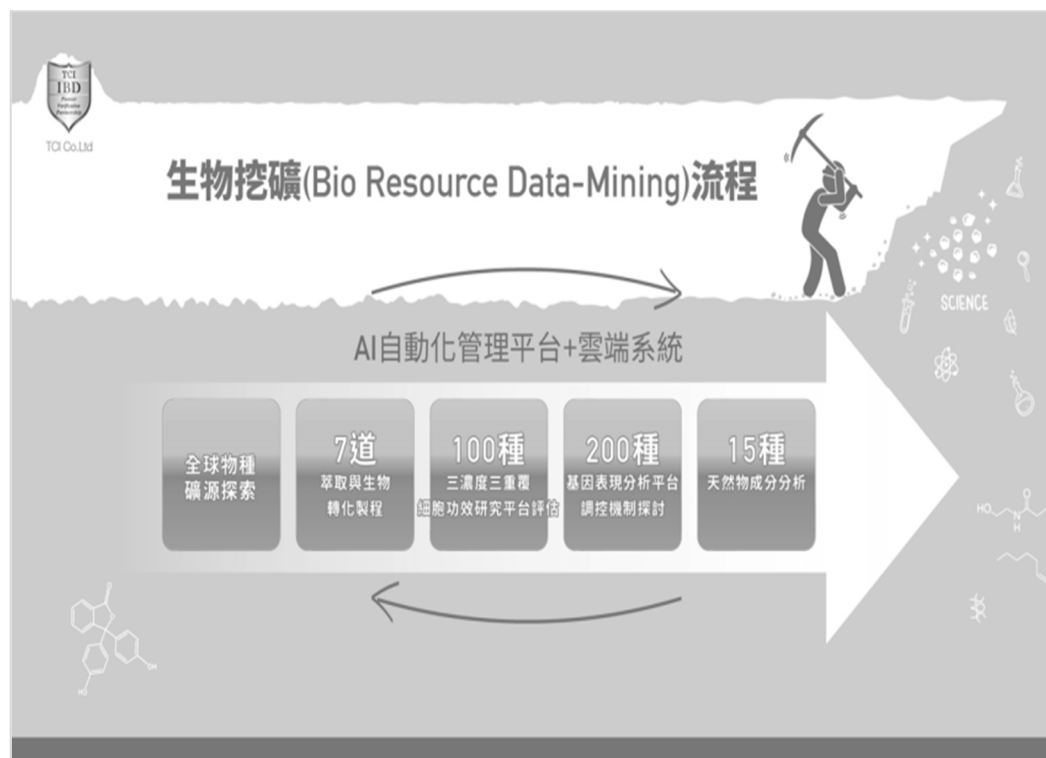 TCI
IBD
TCI Co.Ltd
生物挖礦(Bio Resource Data-Mining)流程
SCIENCE
AI自動化管理平台+雲端系統
全球物種
礦源探索
7道
萃取與生物
轉化製程
100種
三濃度三重覆
細胞功效研究平台評估
200種
基因表現分析平台
調控機制探討
15種
天然物成分分析
HO
O
N
H
O
O
HO
OH